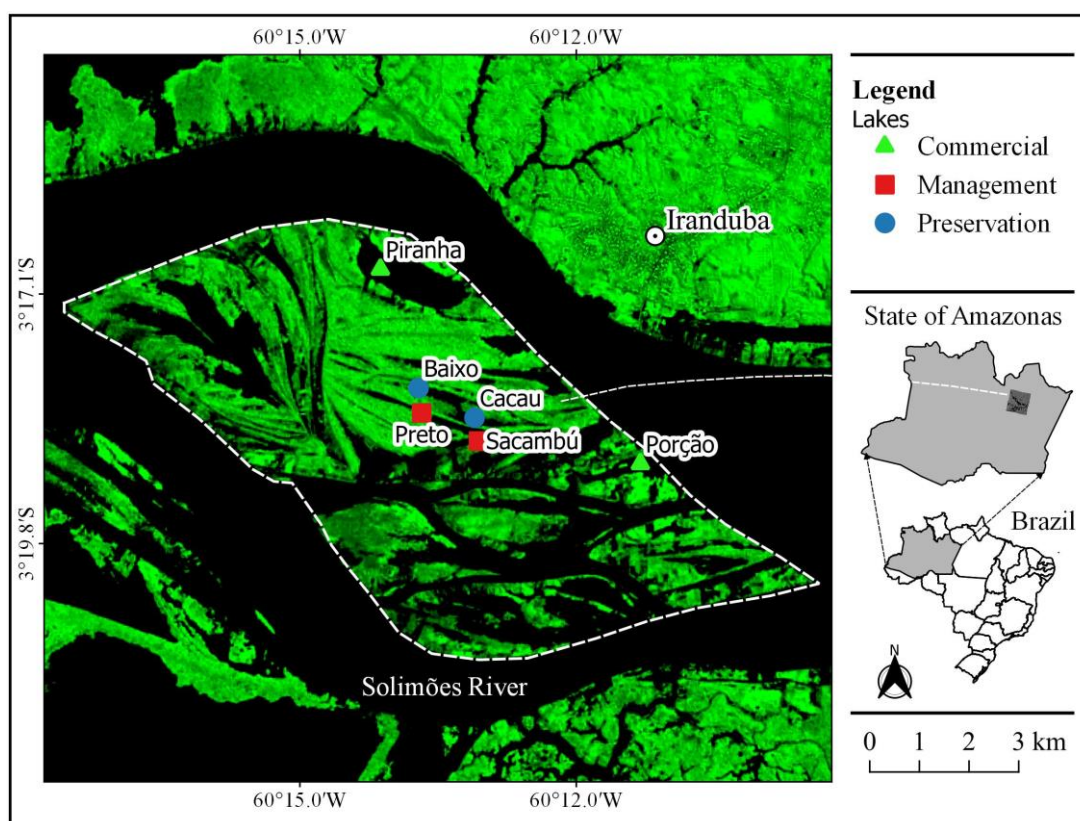 60°15.0'W
60°12.0'W
3°17.1'S
3°19.8'S
Iranduba
Piranha
Baixo
Cacau
Preto
Sacambú
Porção
Solimões River
60°15.0'W
60°12.0'W
Legend
Lakes
Commercial
Management
Preservation
State of Amazonas
Brazil
N
0 1 2 3 km